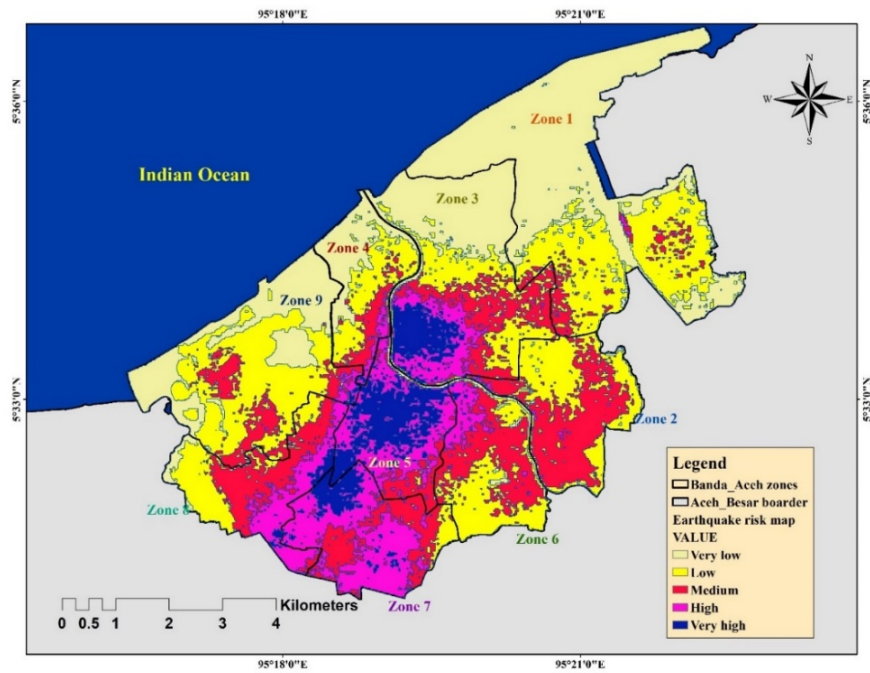 95°18'0"E
95°21'0"E
5°36'0"N
5°36'0"N
N
W
E
S
Zone 1
Indian Ocean
Zone 3
Zone 4
Zone 9
5°33'0"N
5°33'0"N
Zone 2
Zone 5
Zone 8
Zone 6
Zone 7
Legend
Banda_Aceh zones
Aceh_Besar boarder
Earthquake risk map
VALUE
Very low
Low
Medium
High
Very high
Kilometers
0 0.5 1 2 3 4
95°18'0"E
95°21'0"E